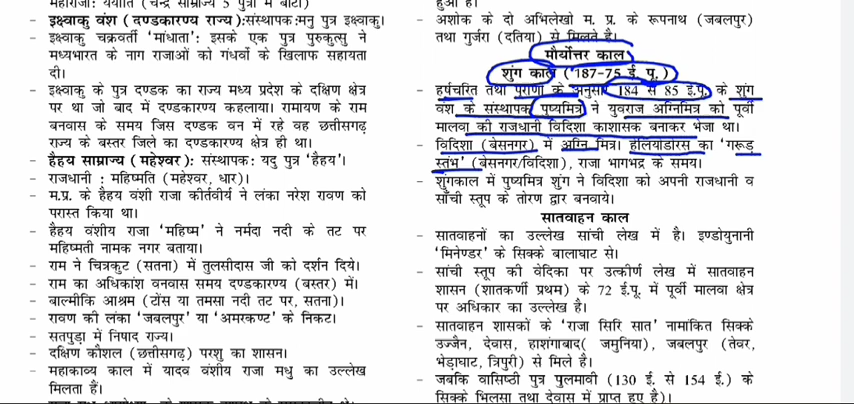 महाराजा: ययाति (चन्द्र साम्राज्य 5 पुत्रों में बांटा)
- इक्ष्वाकु वंश (दण्डकारण्य राज्य):संस्थापक:मनु पुत्र इक्ष्वाकु।
- इक्ष्वाकु चक्रवर्ती 'मांधाता': इसके एक पुत्र पुरुकुत्सु ने
मध्यभारत के नाग राजाओं को गंधर्वो के खिलाफ सहायता
दी।
- इक्ष्वाकु के पुत्र दण्डक का राज्य मध्य प्रदेश के दक्षिण क्षेत्र
पर था जो बाद में दण्डकारण्य कहलाया। रामायण के राम
बनवास के समय जिस दण्डक वन में रहे वह छत्तीसगढ़
राज्य के बस्तर जिले का दण्डकारण्य क्षेत्र ही था।
- हैहय साम्राज्य (महेश्वर): संस्थापक: यदु पुत्र 'हैहय'।
- राजधानी : महिष्मति (महेश्वर, धार)।
- म.प्र. के हैहय वंशी राजा कीर्तवीर्य ने लंका नरेश रावण को
परास्त किया था।
- हैहय वंशीय राजा 'महिष्म' ने नर्मदा नदी के तट पर
महिष्मती नामक नगर बताया।
- राम ने चित्रकूट (सतना) में तुलसीदास जी को दर्शन दिये।
- राम का अधिकांश वनवास समय दण्डकारण्य (बस्तर) में।
- बाल्मीकि आश्रम (टोंस या तमसा नदी तट पर, सतना)।
- रावण की लंका 'जबलपुर' या 'अमरकण्ट' के निकट।
- सतपुड़ा में निषाद राज्य।
- दक्षिण कौशल (छत्तीसगढ़) परशु का शासन।
- महाकाव्य काल में यादव वंशीय राजा मधु का उल्लेख
मिलता हैं।
हुआ है।
- अशोक के दो अभिलेखो म. प्र. के रूपनाथ (जबलपुर)
तथा गुर्जरा (दतिया) से मिलते है।
मौर्योत्तर काल
शुंग काल (187-75 ई. पू.)
- हर्षचरित तथा पुराणों के अनुसार 184 से 85 ई.पू. के शुंग
वंश के संस्थापक पुष्यमित्र ने युवराज अग्निमित्र को पूर्वी
मालवा की राजधानी विदिशा काशासक बनाकर भेजा था।
- विदिशा (बेसनगर) में अग्नि मित्र। हेलियोडोरस का 'गरूड़
स्तंभ' (बेसनगर/विदिशा), राजा भागभद्र के समय।
- शुंगकाल में पुष्यमित्र शुंग ने विदिशा को अपनी राजधानी व
साँची स्तूप के तोरण द्वार बनवाये।
सातवाहन काल
- सातवाहनों का उल्लेख सांची लेख में है। इण्डोयुनानी
'मिनेण्डर' के सिक्के बालाघाट से।
- सांची स्तूप की वेदिका पर उत्कीर्ण लेख में सातवाहन
शासन (शातकर्णी प्रथम) के 72 ई.पू. में पूर्वी मालवा क्षेत्र
पर अधिकार का उल्लेख है।
- सातवाहन शासकों के 'राजा सिरि सात' नामांकित सिक्के
उज्जैन, देवास, हाशंगाबाद( जमुनिया), जबलपुर (तेवर,
भेड़ाघाट, त्रिपुरी) से मिले है।
- जबकि वासिष्ठी पुत्र पुलमावी (130 ई. से 154 ई.) के
सिक्के भिलसा तथा देवास में प्राप्त हुए है)।